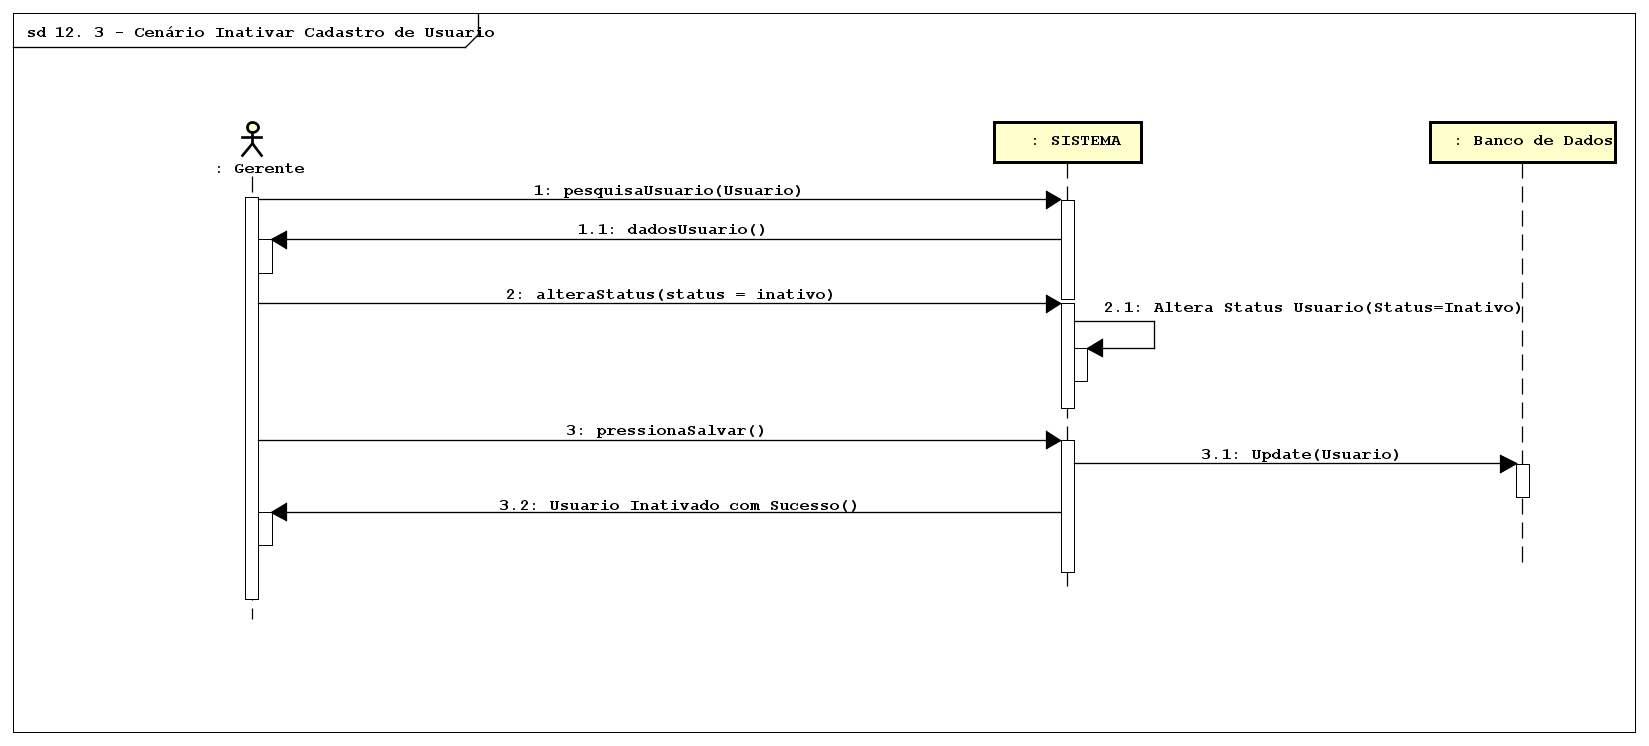 sd 12. 3 - Cenário Inativar Cadastro de Usuario
: Gerente
: SISTEMA
: Banco de Dados
1: pesquisaUsuario(Usuario)
1.1: dadosUsuario()
2: alteraStatus(status = inativo)
2.1: Altera Status Usuario(Status=Inativo)
3: pressionaSalvar()
3.1: Update(Usuario)
3.2: Usuario Inativado com Sucesso()